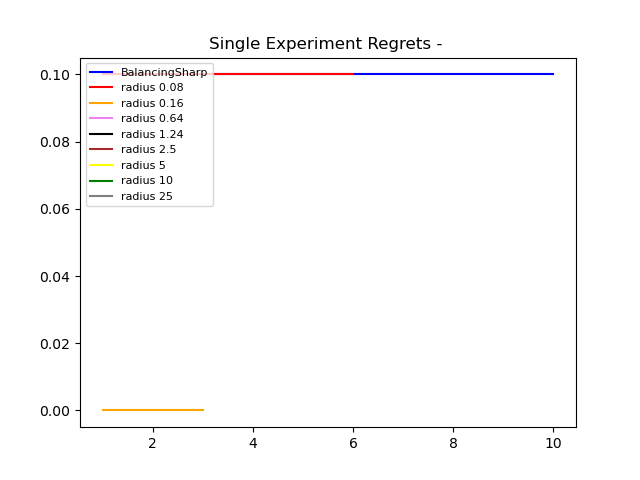 Single Experiment Regrets -
0.10
0.08
0.06
0.04
0.02
0.00
BalancingSharp
radius 0.08
radius 0.16
radius 0.64
radius 1.24
radius 2.5
radius 5
radius 10
radius 25
2 4 6 8 10